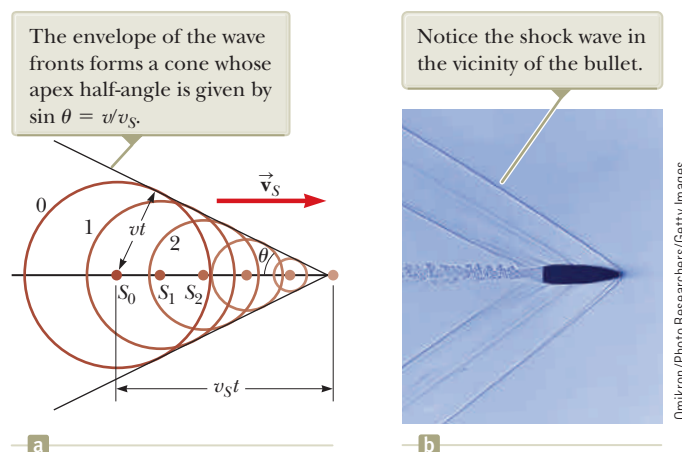 The envelope of the wave
fronts forms a cone whose
apex half-angle is given by
sin θ = v/vS.
0
1
2
vt
θ
v⃗S
S0
S1
S2
vSt
a
Notice the shock wave in
the vicinity of the bullet.
Omikron/Photo Researchers/Getty Images
b